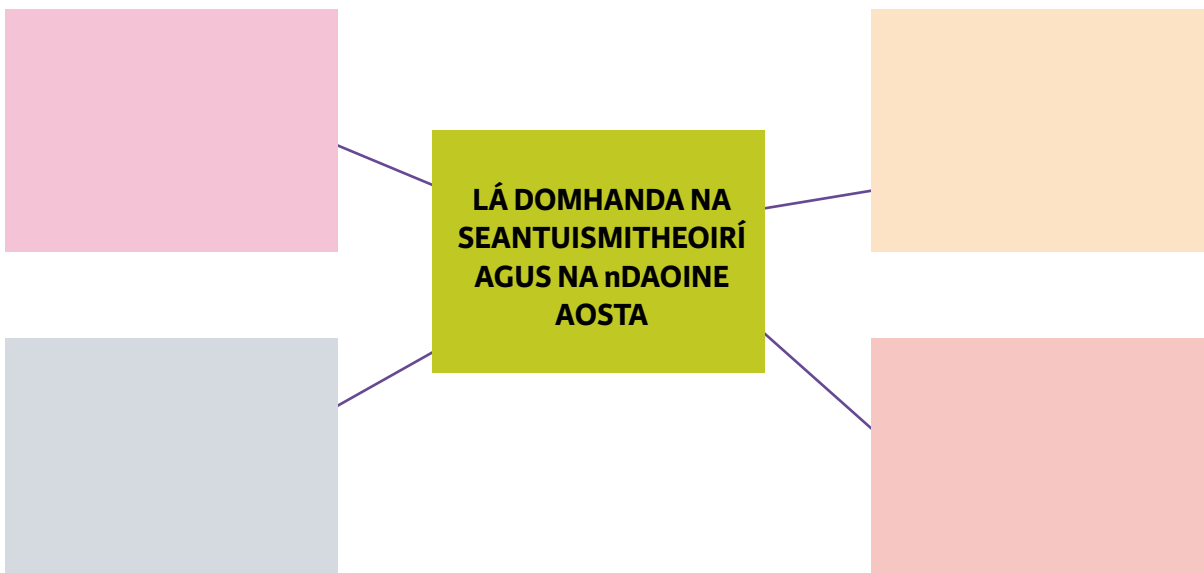 LÁ DOMHANDA NA
SEANTUISMITHEOIRÍ
AGUS NA nDAOINE
AOSTA